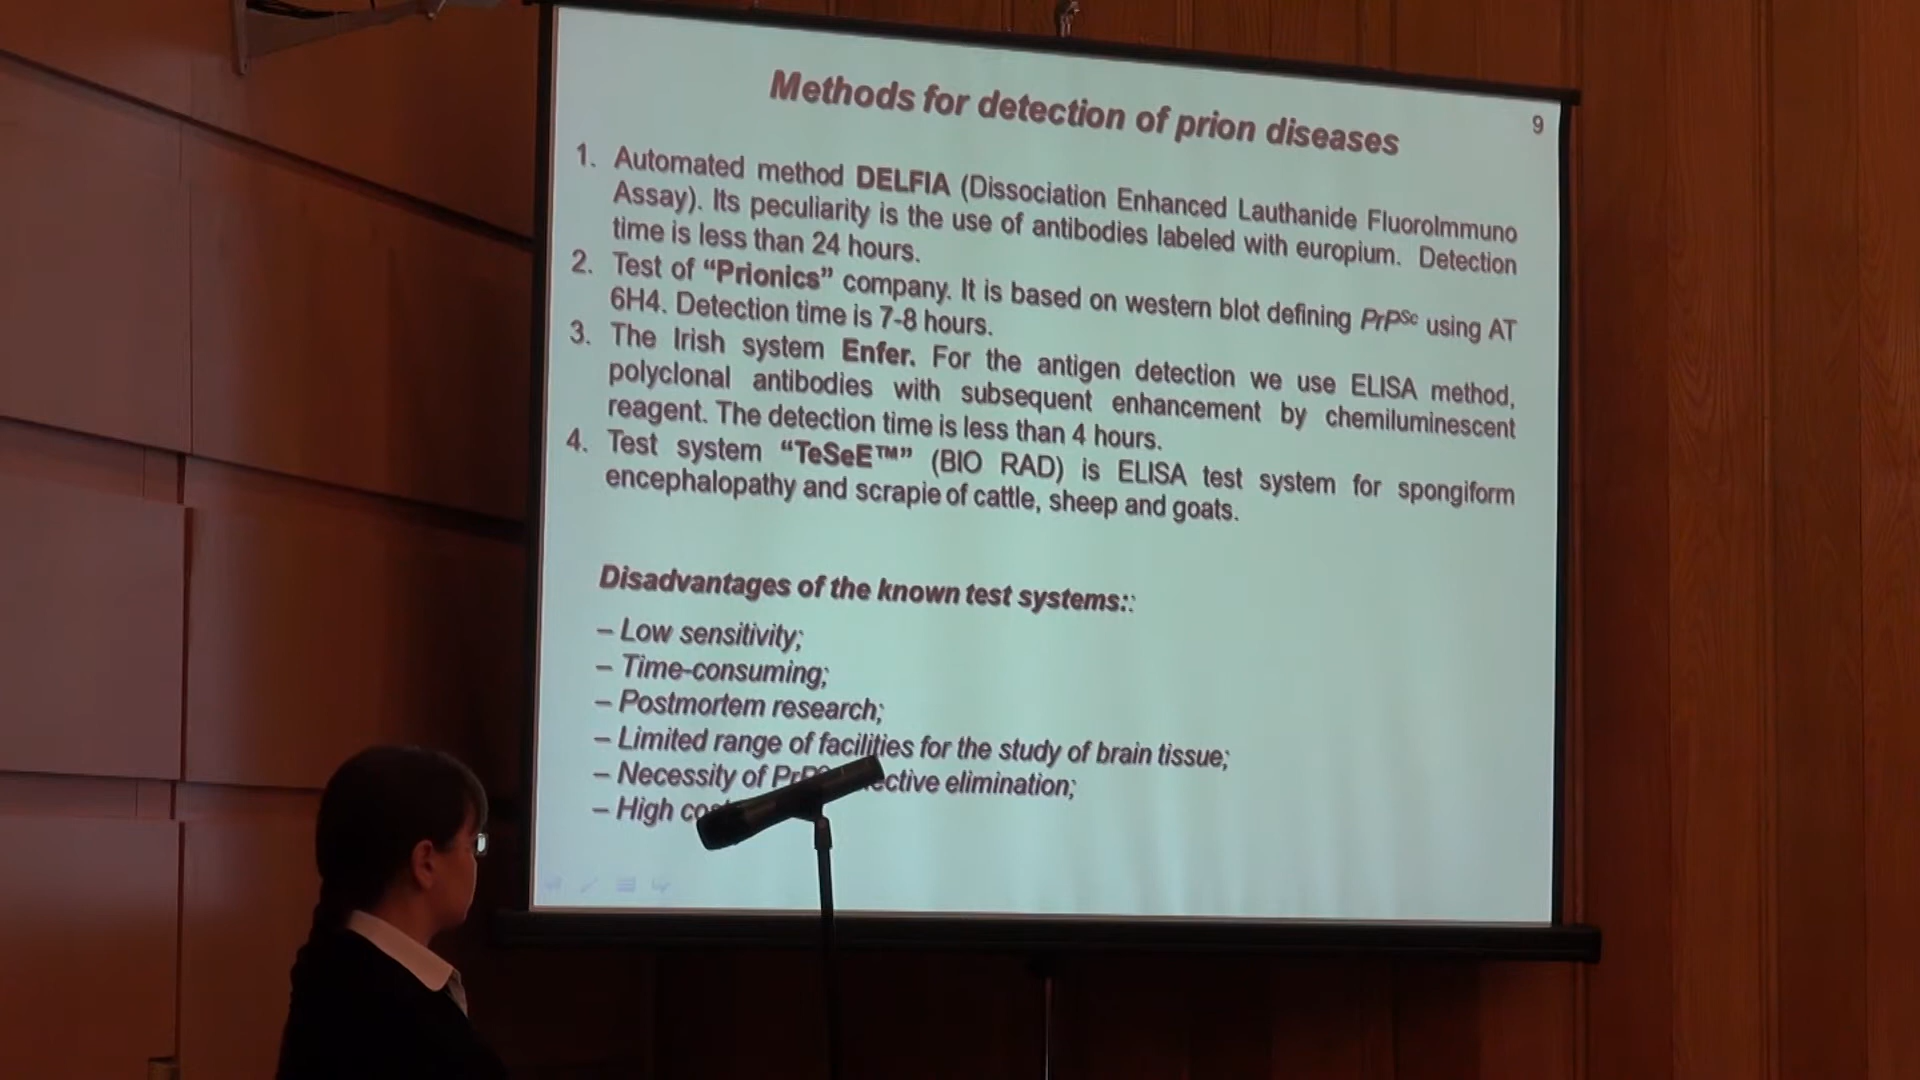 Methods for detection of prion diseases
9
1. Automated method DELFIA (Dissociation Enhanced Lauthanide FluoroImmuno
Assay). Its peculiarity is the use of antibodies labeled with europium. Detection
time is less than 24 hours.
2. Test of “Prionics” company. It is based on western blot defining PrPSc using AT
6H4. Detection time is 7-8 hours.
3. The Irish system Enfer. For the antigen detection we use ELISA method,
polyclonal antibodies with subsequent enhancement by chemiluminescent
reagent. The detection time is less than 4 hours.
4. Test system “TeSeE™” (BIO RAD) is ELISA test system for spongiform
encephalopathy and scrapie of cattle, sheep and goats.
Disadvantages of the known test systems::
– Low sensitivity;
– Time-consuming;
– Postmortem research;
– Limited range of facilities for the study of brain tissue;
– Necessity of elimination;
– High